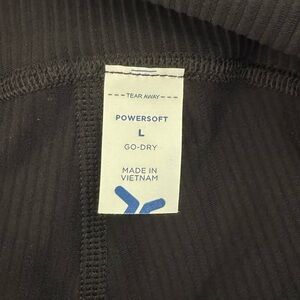 --- TEAR AWAY ---
POWERSOFT
L
GO-DRY
MADE IN
VIETNAM